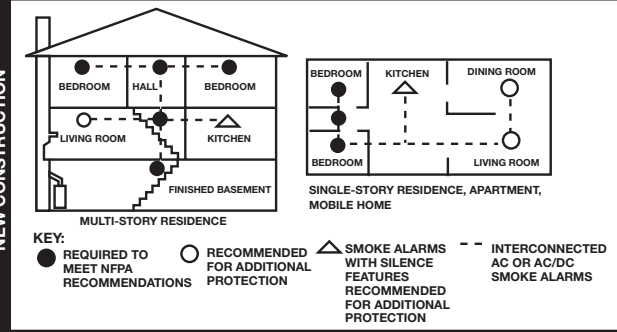 NEW CONSTRUCTION
BEDROOM
HALL
BEDROOM
LIVING ROOM
KITCHEN
FINISHED BASEMENT
MULTI-STORY RESIDENCE
BEDROOM
KITCHEN
DINING ROOM
BEDROOM
LIVING ROOM
SINGLE-STORY RESIDENCE, APARTMENT,
MOBILE HOME
KEY:
REQUIRED TO
MEET NFPA
RECOMMENDATIONS
RECOMMENDED
FOR ADDITIONAL
PROTECTION
SMOKE ALARMS
WITH SILENCE
FEATURES
RECOMMENDED
FOR ADDITIONAL
PROTECTION
INTERCONNECTED
AC OR AC/DC
SMOKE ALARMS